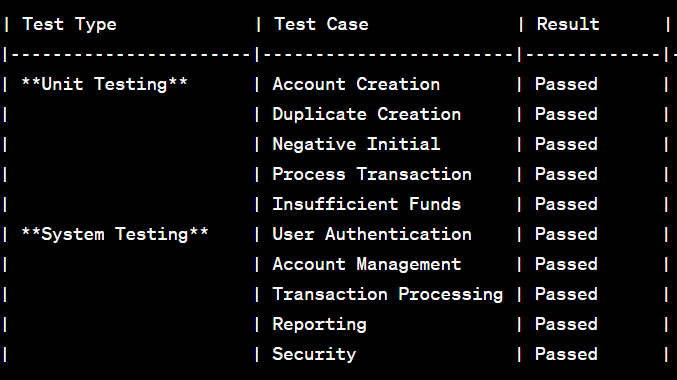 | Test Type             | Test Case              | Result      |
|-----------------------|------------------------|-------------|-
| **Unit Testing**      | Account Creation       | Passed      |
|                       | Duplicate Creation     | Passed      |
|                       | Negative Initial       | Passed      |
|                       | Process Transaction    | Passed      |
|                       | Insufficient Funds     | Passed      |
| **System Testing**    | User Authentication    | Passed      |
|                       | Account Management     | Passed      |
|                       | Transaction Processing | Passed      |
|                       | Reporting              | Passed      |
|                       | Security               | Passed      |